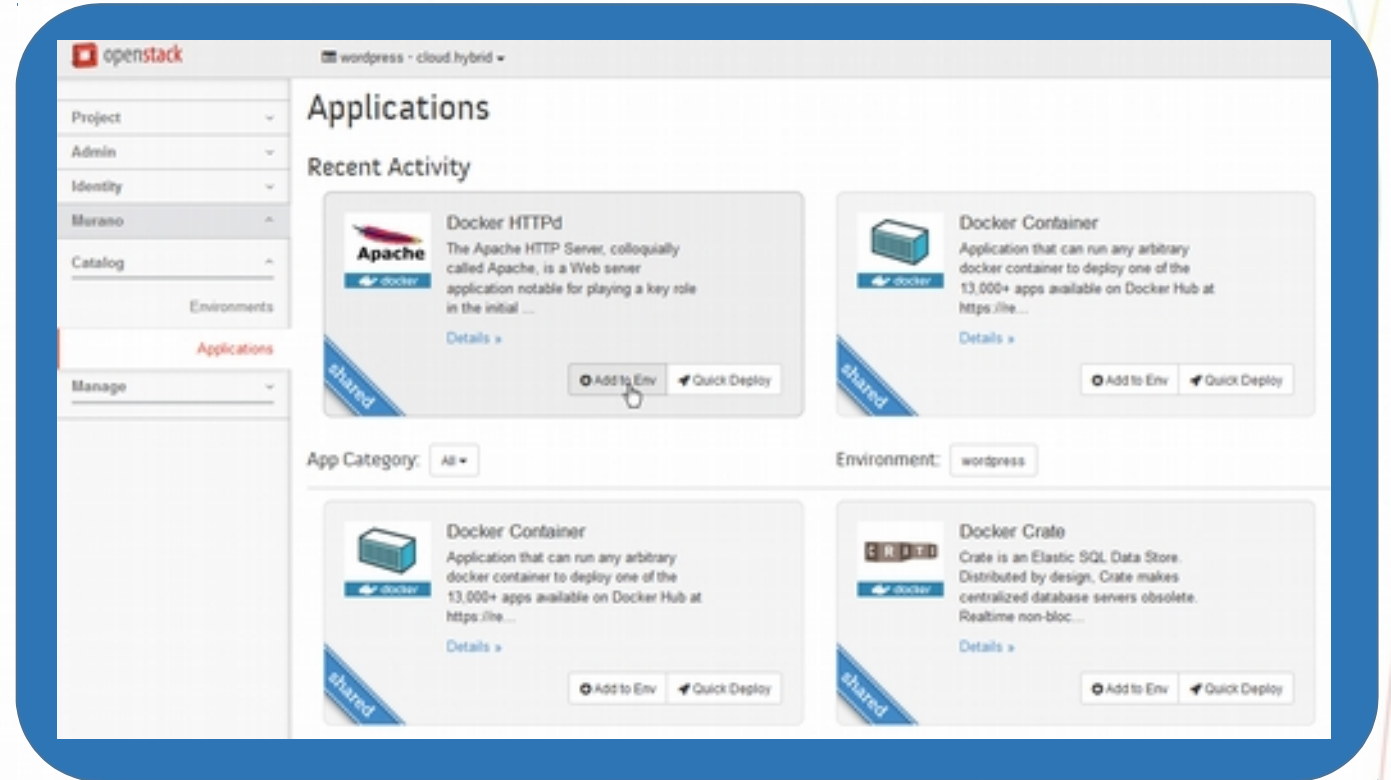 openstack
wordpress - cloud.hybrid
Project
Admin
Identity
Murano
Catalog
Environments
Applications
Manage
Applications
Recent Activity
Apache
docker
Docker HTTPd
The Apache HTTP Server, colloquially
called Apache, is a Web server
application notable for playing a key role
in the initial ...
Details »
shared
Add to Env
Quick Deploy
docker
Docker Container
Application that can run any arbitrary
docker container to deploy one of the
13,000+ apps available on Docker Hub at
https://re...
Details »
shared
Add to Env
Quick Deploy
App Category:
All
Environment:
wordpress
docker
Docker Container
Application that can run any arbitrary
docker container to deploy one of the
13,000+ apps available on Docker Hub at
https://re...
Details »
shared
Add to Env
Quick Deploy
CRATE
docker
Docker Crate
Crate is an Elastic SQL Data Store.
Distributed by design, Crate makes
centralized database servers obsolete.
Realtime non-bloc...
Details »
shared
Add to Env
Quick Deploy